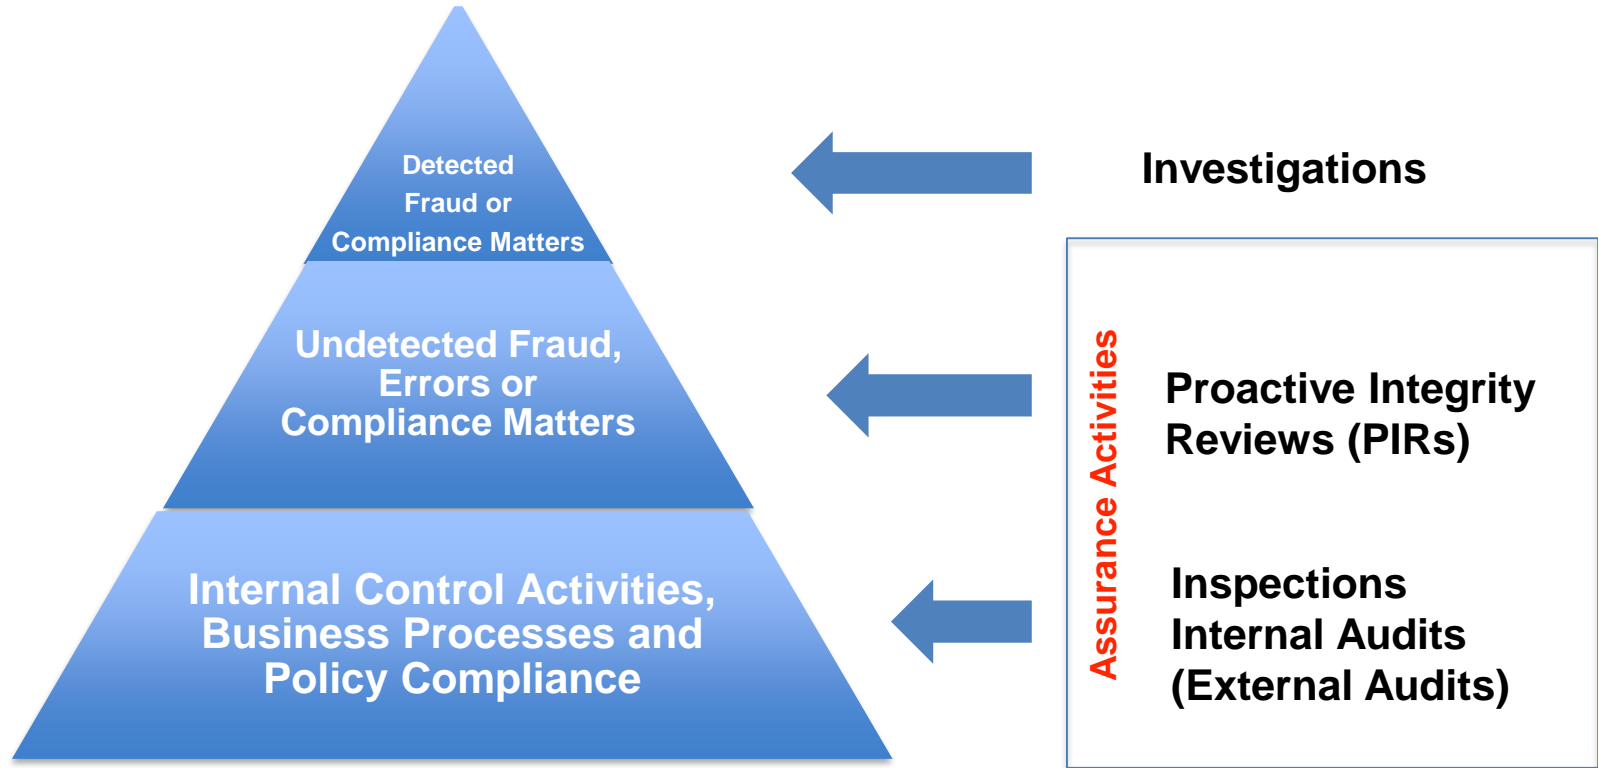 Detected
Fraud or
Compliance Matters
Investigations
Undetected Fraud,
Errors or
Compliance Matters
Assurance Activities
Proactive Integrity
Reviews (PIRs)
Internal Control Activities,
Business Processes and
Policy Compliance
Inspections
Internal Audits
(External Audits)